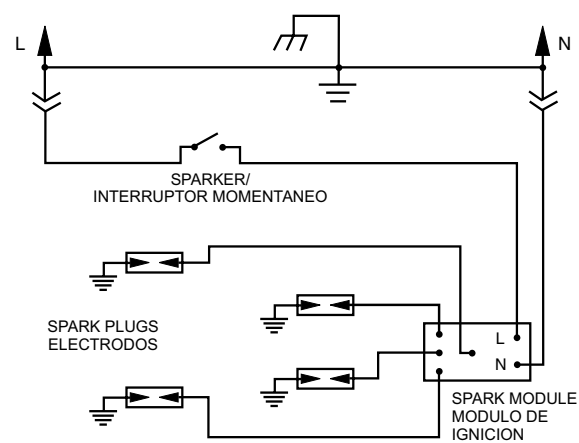 L
N
SPARKER/
INTERRUPTOR MOMENTANEO
SPARK PLUGS
ELECTRODOS
L
N
SPARK MODULE
MODULO DE
IGNICION